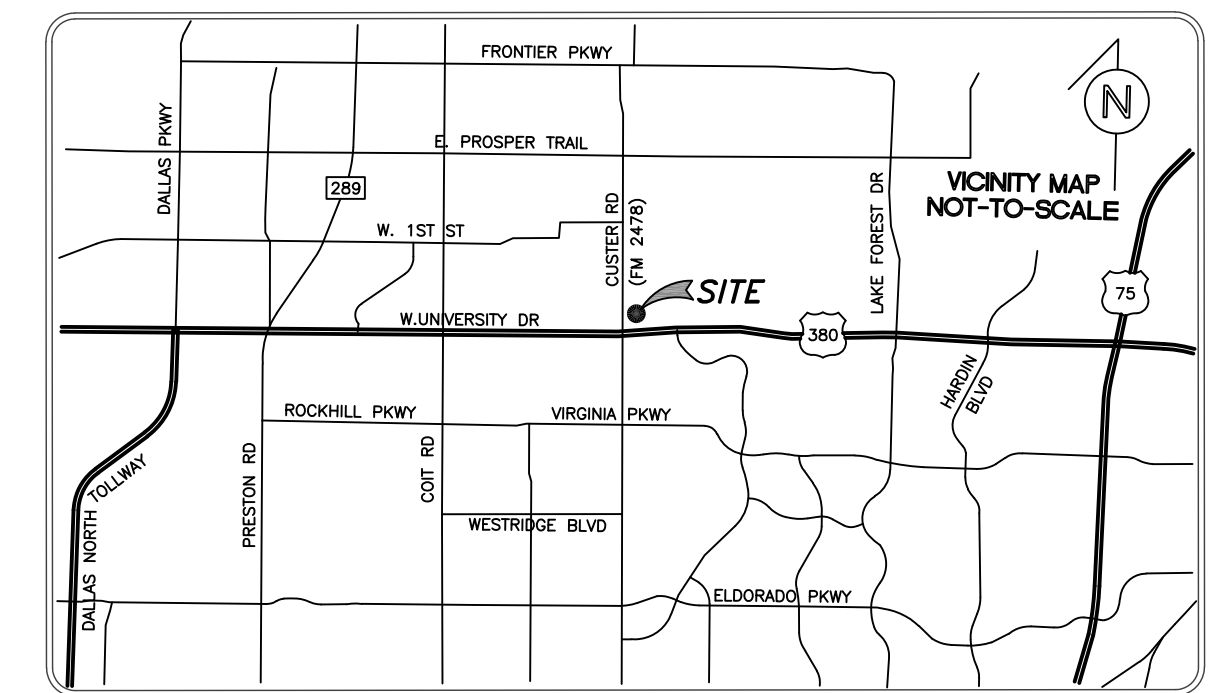 FRONTIER PKWY
N
DALLAS PKWY
E. PROSPER TRAIL
289
VICINITY MAP
NOT-TO-SCALE
LAKE FOREST DR
CUSTER RD
(FM 2478)
W. 1ST ST
SITE
75
W.UNIVERSITY DR
380
HARDIN
BLVD
ROCKHILL PKWY
VIRGINIA PKWY
PRESTON RD
COIT RD
DALLAS NORTH TOLLWAY
WESTRIDGE BLVD
ELDORADO PKWY